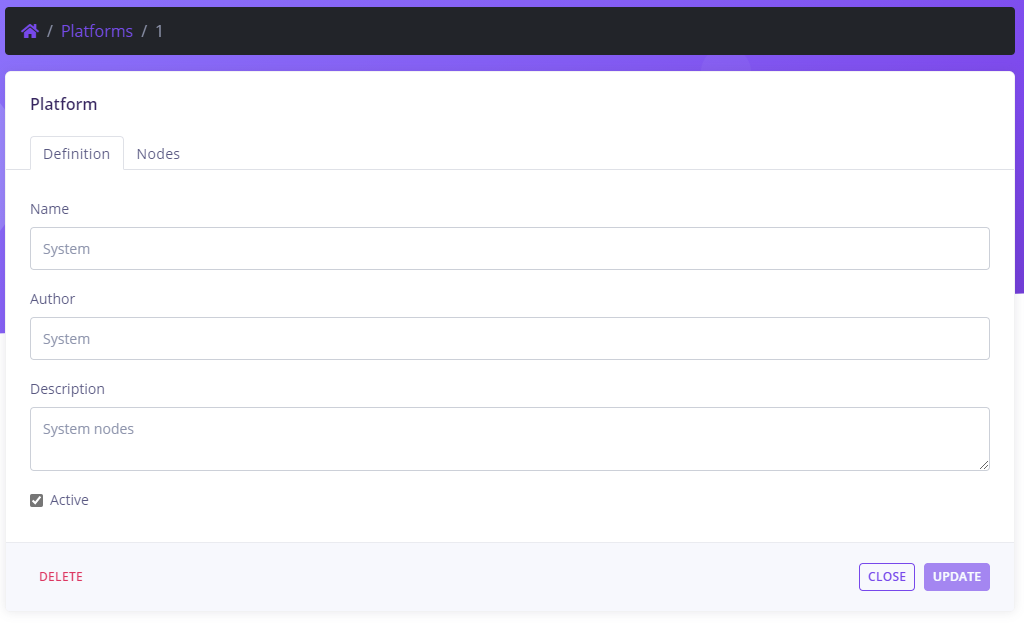 / Platforms / 1
Platform
Definition Nodes
Name
System
Author
System
Description
System nodes
Active
DELETE CLOSE UPDATE